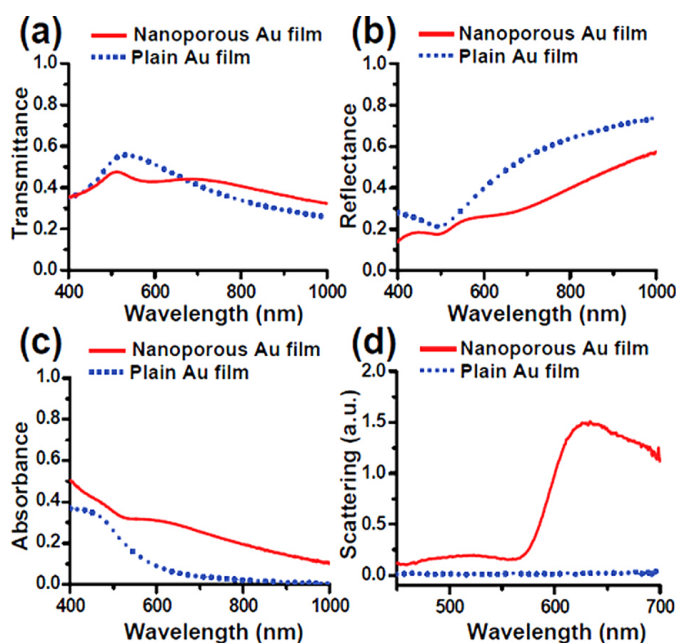 (a)
Nanoporous Au film
Plain Au film
1.0
0.8
0.6
0.4
0.2
0.0
400
600
800
1000
Transmittance
Wavelength (nm)
(b)
Nanoporous Au film
Plain Au film
1.0
0.8
0.6
0.4
0.2
0.0
400
600
800
1000
Reflectance
Wavelength (nm)
(c)
Nanoporous Au film
Plain Au film
1.0
0.8
0.6
0.4
0.2
0.0
400
600
800
1000
Absorbance
Wavelength (nm)
(d)
Nanoporous Au film
Plain Au film
2.0
1.5
1.0
0.5
0.0
500
600
700
Scattering (a.u.)
Wavelength (nm)